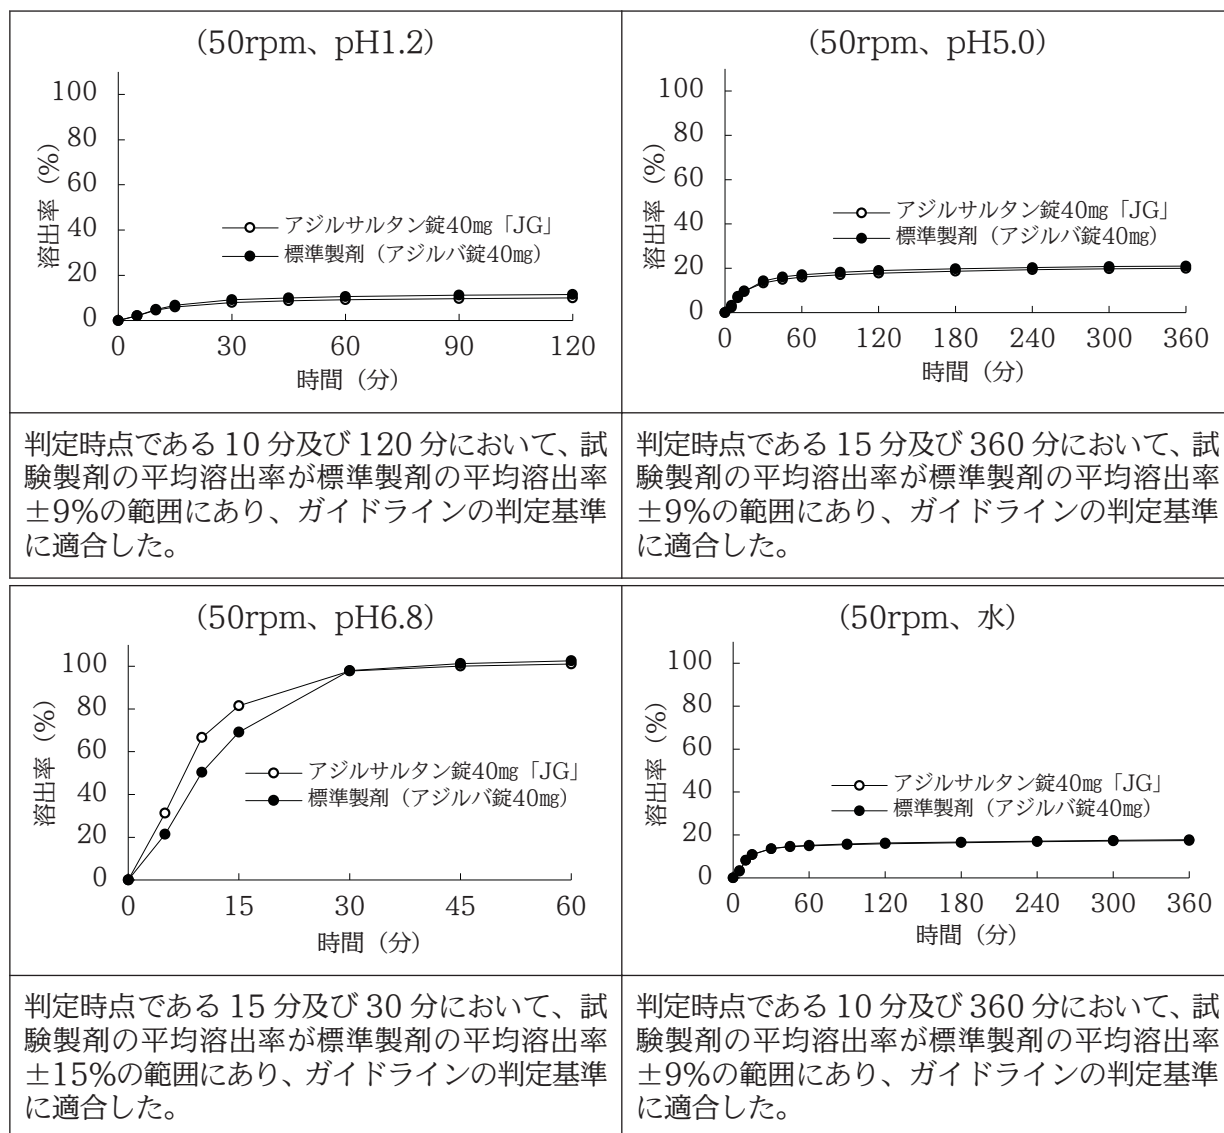 (50rpm、pH1.2)
100
80
60
40
20
0
溶出率 (%)
アジルサルタン錠40㎎「JG」
標準製剤（アジルバ錠40㎎）
0 30 60 90 120
時間（分）
判定時点である 10 分及び 120 分において、試
験製剤の平均溶出率が標準製剤の平均溶出率
±9%の範囲にあり、ガイドラインの判定基準
に適合した。
(50rpm、pH5.0)
100
80
60
40
20
0
溶出率 (%)
アジルサルタン錠40㎎「JG」
標準製剤（アジルバ錠40㎎）
0 60 120 180 240 300 360
時間（分）
判定時点である 15 分及び 360 分において、試
験製剤の平均溶出率が標準製剤の平均溶出率
±9%の範囲にあり、ガイドラインの判定基準
に適合した。
(50rpm、pH6.8)
100
80
60
40
20
0
溶出率 (%)
アジルサルタン錠40㎎「JG」
標準製剤（アジルバ錠40㎎）
0 15 30 45 60
時間（分）
判定時点である 15 分及び 30 分において、試
験製剤の平均溶出率が標準製剤の平均溶出率
±15%の範囲にあり、ガイドラインの判定基準
に適合した。
(50rpm、水)
100
80
60
40
20
0
溶出率 (%)
アジルサルタン錠40㎎「JG」
標準製剤（アジルバ錠40㎎）
0 60 120 180 240 300 360
時間（分）
判定時点である 10 分及び 360 分において、試
験製剤の平均溶出率が標準製剤の平均溶出率
±9%の範囲にあり、ガイドラインの判定基準
に適合した。